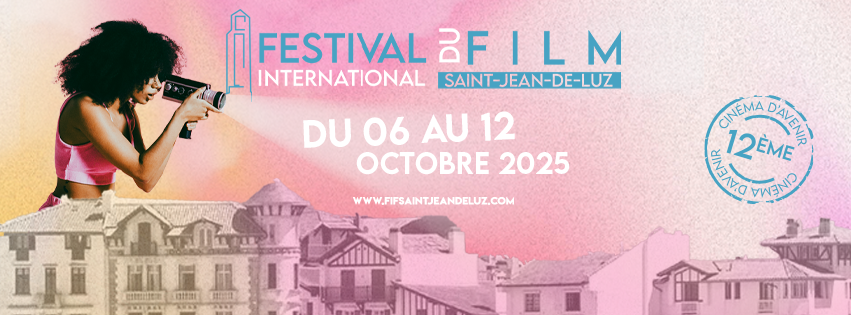 FESTIVAL DU FILM
INTERNATIONAL SAINT-JEAN-DE-LUZ
DU 06 AU 12
OCTOBRE 2025
WWW.FIFSAINTJEANDELUZ.COM
CINÉMA D'AVENIR
12ÈME
CINÉMA D'AVENIR